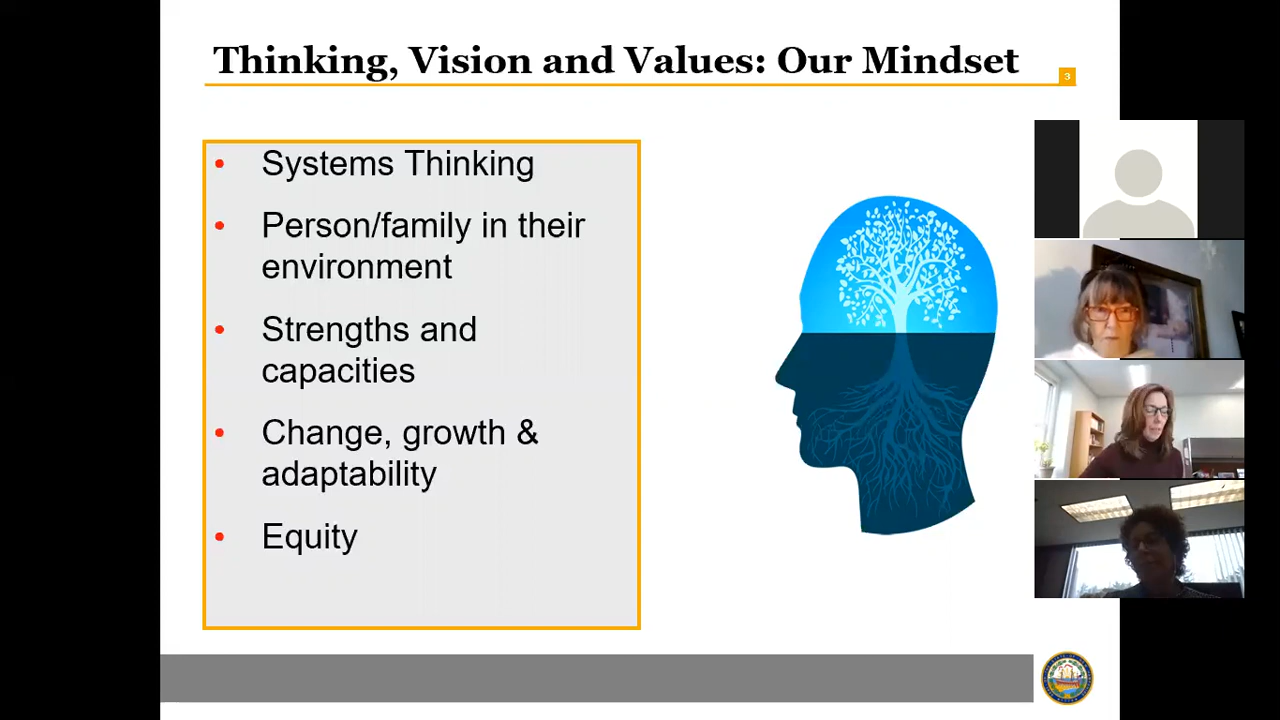 Thinking, Vision and Values: Our Mindset
3
• Systems Thinking
• Person/family in their
environment
• Strengths and
capacities
• Change, growth &
adaptability
• Equity